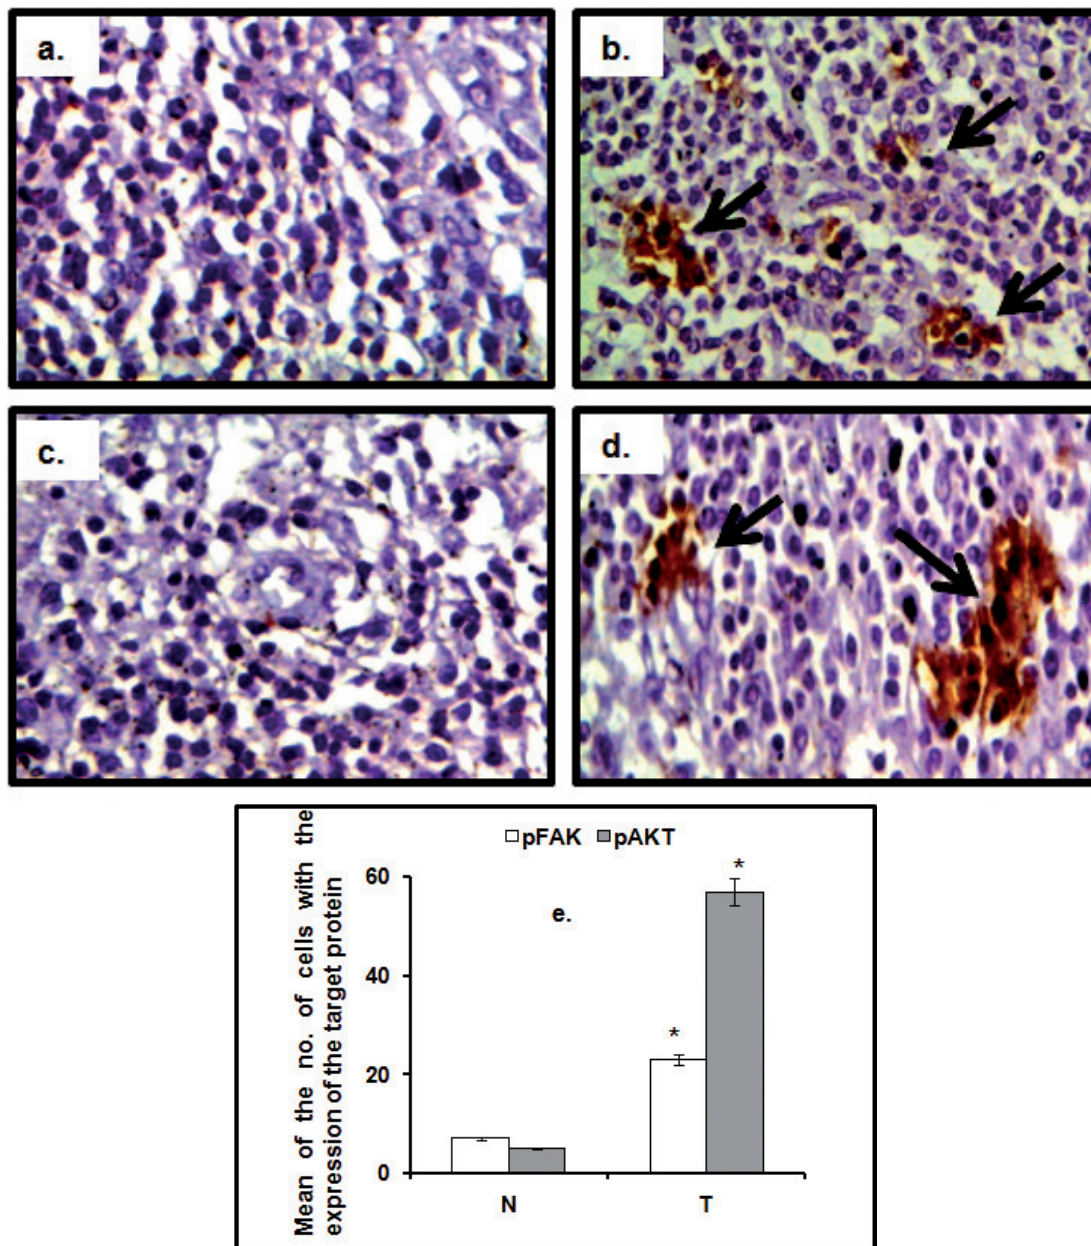 a.
b.
c.
d.
pFAK pAKT
*
e.
*
Mean of the no. of cells with the
expression of the target protein
60
40
20
0
N T